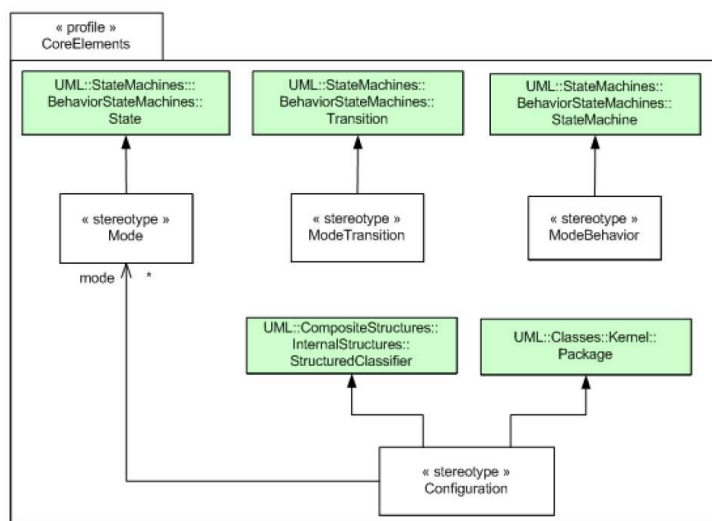 « profile »
CoreElements
UML::StateMachines:::
BehaviorStateMachines::
State
UML::StateMachines::
BehaviorStateMachines::
Transition
UML::StateMachines::
BehaviorStateMachines::
StateMachine
« stereotype »
Mode
« stereotype »
ModeTransition
« stereotype »
ModeBehavior
mode *
UML::CompositeStructures::
InternalStructures::
StructuredClassifier
UML::Classes::Kernel::
Package
« stereotype »
Configuration